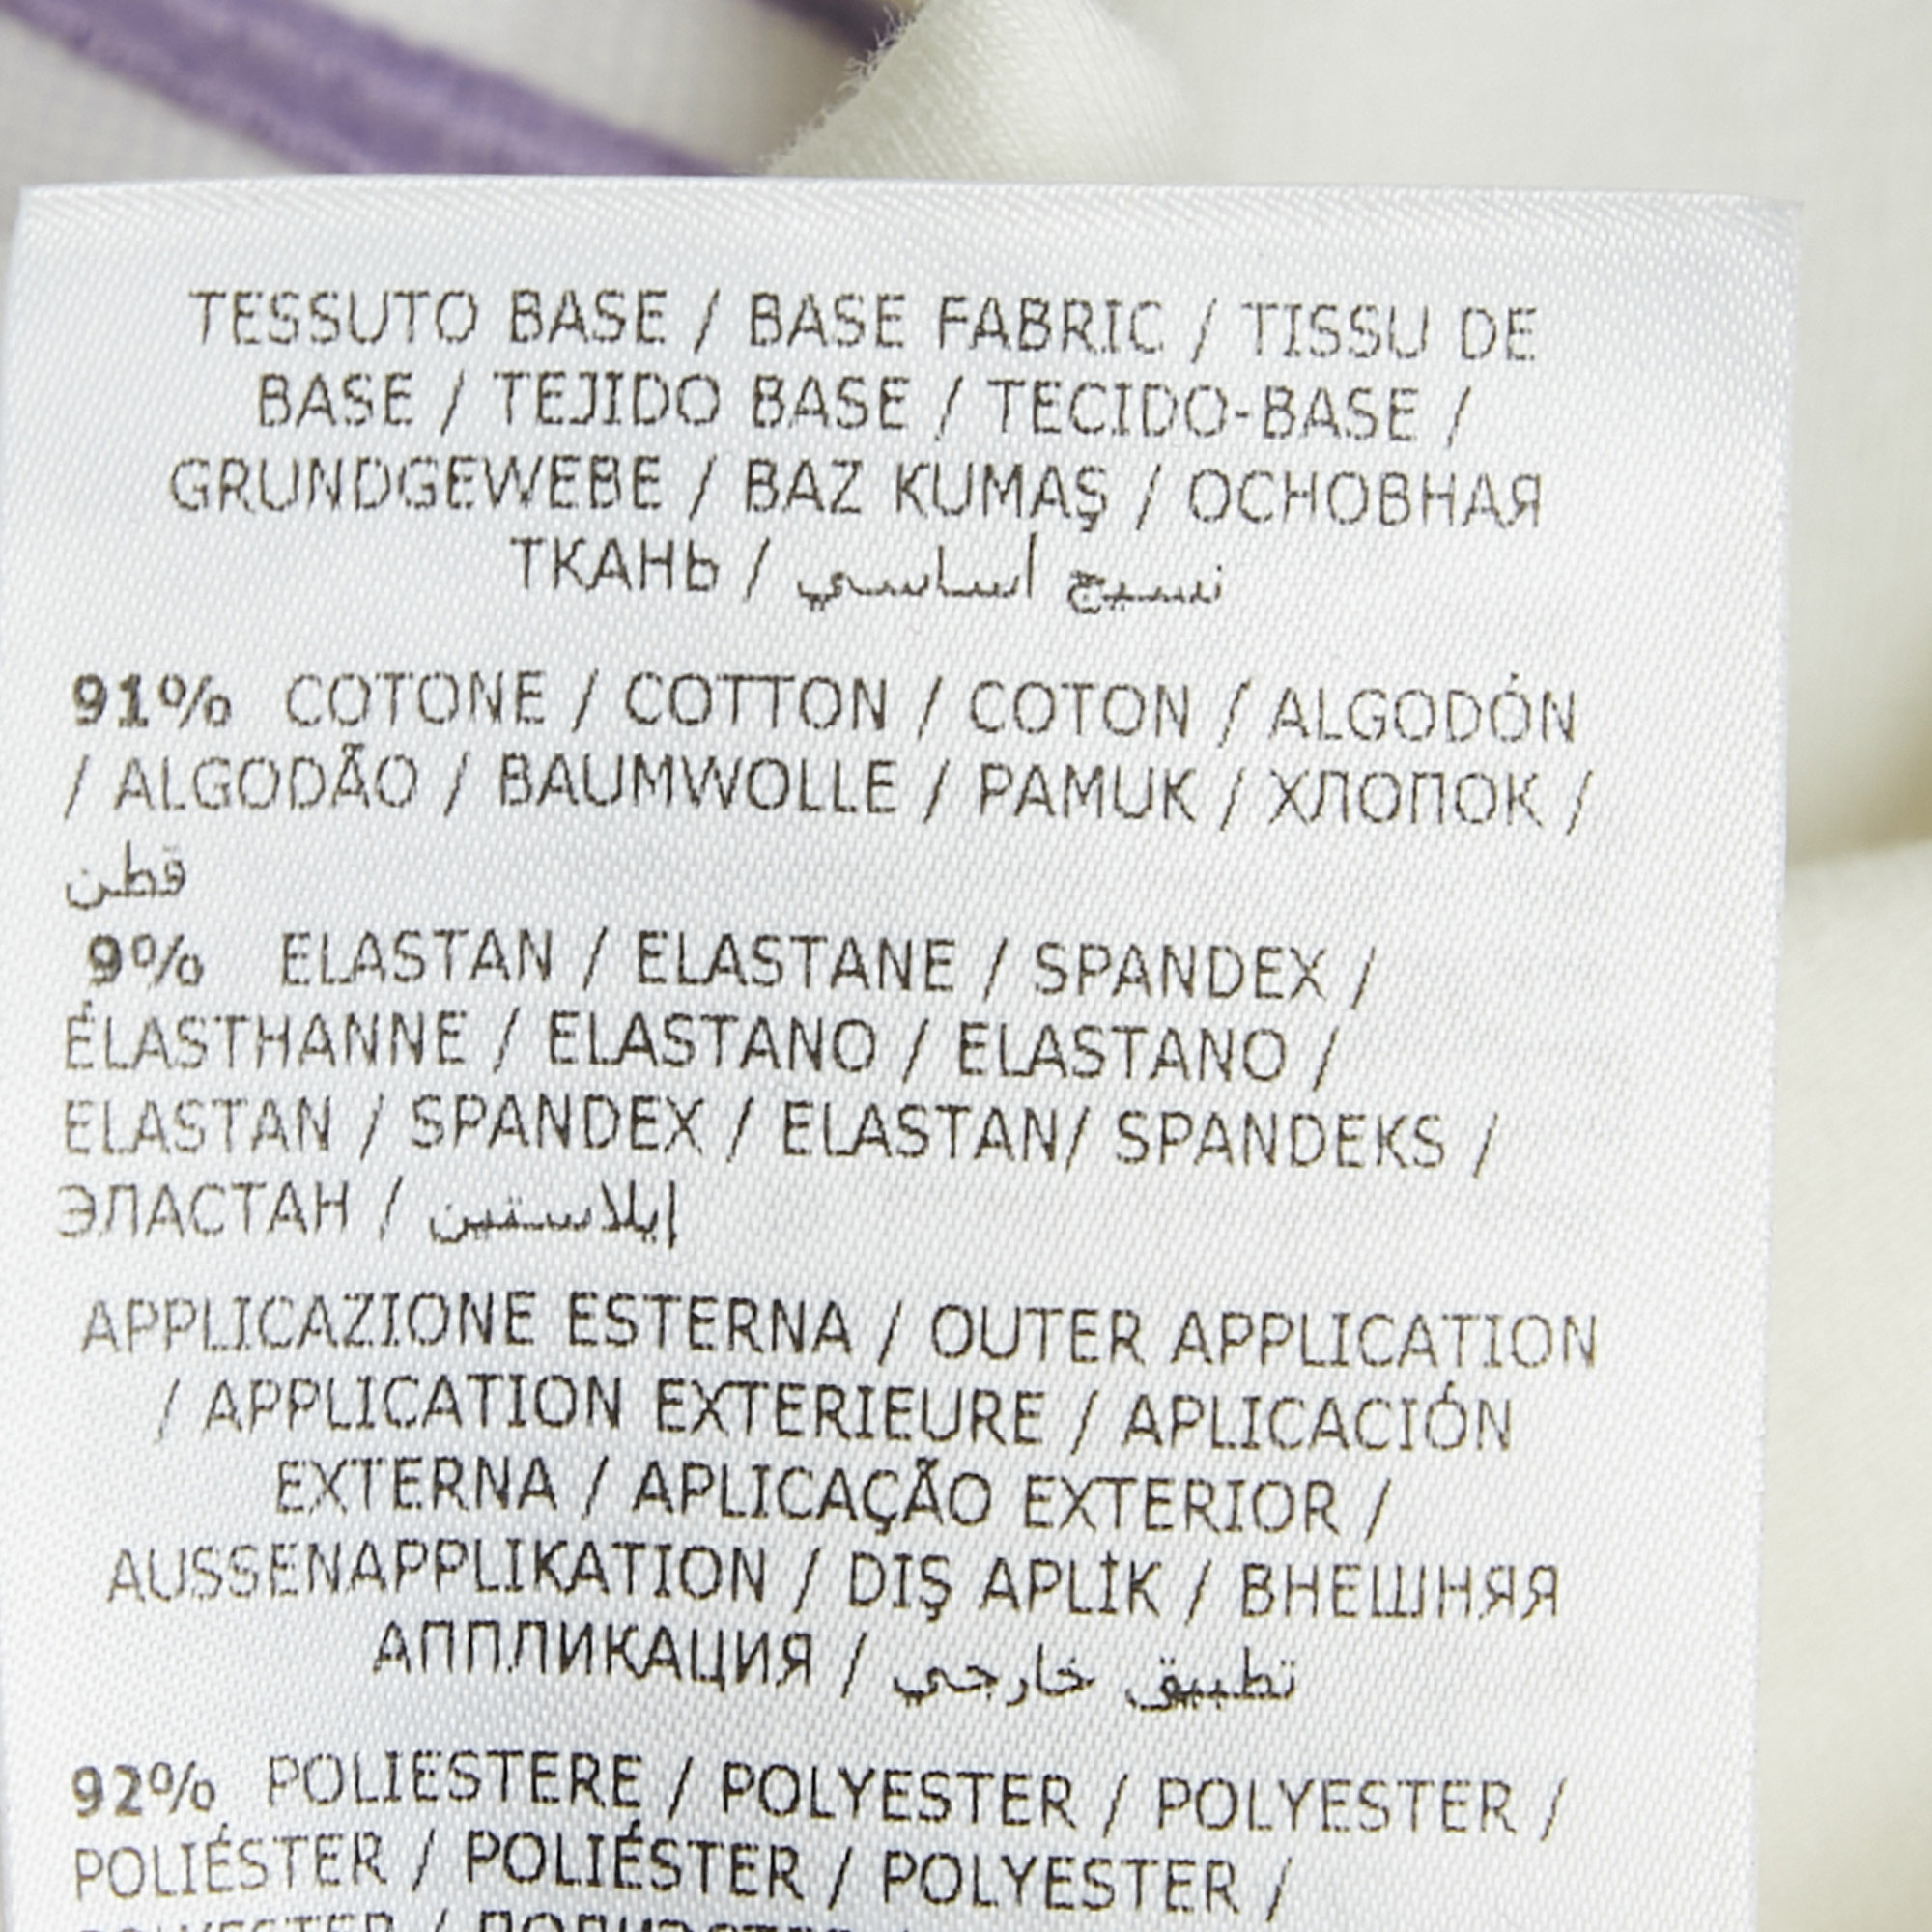 TESSUTO BASE / BASE FABRIC / TISSU DE
BASE / TEJIDO BASE / TECIDO-BASE /
GRUNDGEWEBE / BAZ KUMAŞ / ОСНОВНАЯ
ТКАНЬ / نسيج أساسي
91% COTONE / COTTON / COTON / ALGODÓN
/ ALGODÃO / BAUMWOLLE / PAMUK / ХЛОПОК /
قطن
9% ELASTAN / ELASTANE / SPANDEX /
ÉLASTHANNE / ELASTANO / ELASTANO /
ELASTAN / SPANDEX / ELASTAN/ SPANDEKS /
ЭЛАСТАН / إيلاستين
APPLICAZIONE ESTERNA / OUTER APPLICATION
/ APPLICATION EXTERIEURE / APLICACIÓN
EXTERNA / APLICAÇÃO EXTERIOR /
AUSSENAPPLIKATION / DIŞ APLİK / ВНЕШНЯЯ
АППЛИКАЦИЯ / تطبيق خارجي
92% POLIESTERE / POLYESTER / POLYESTER /
POLIÉSTER / POLIÉSTER / POLYESTER /